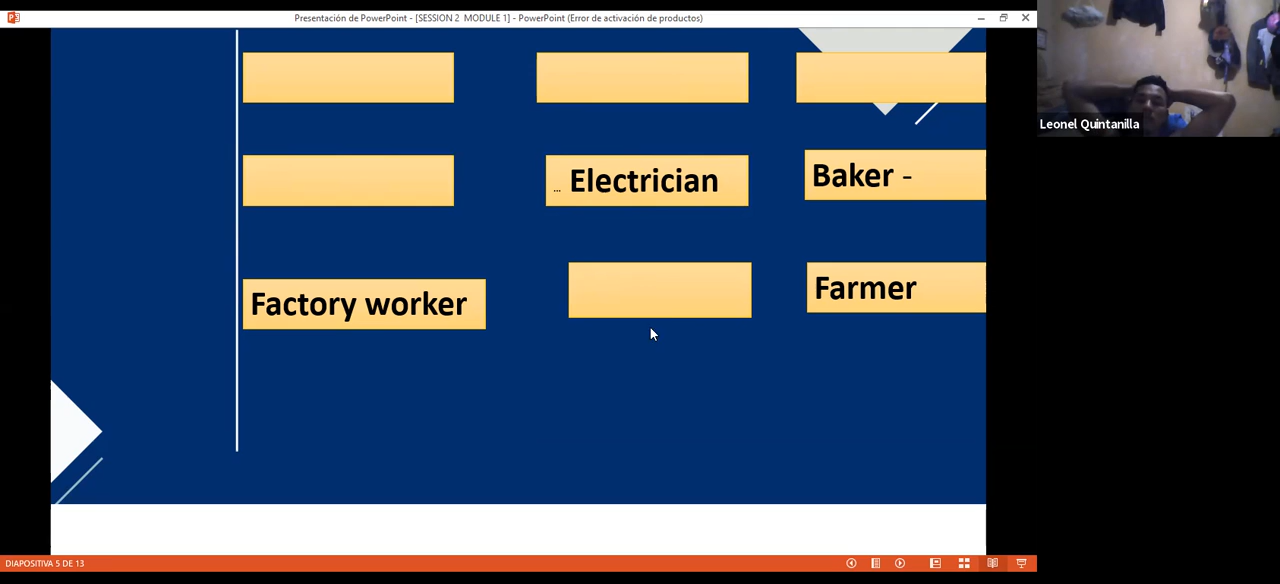 Presentación de PowerPoint - [SESSION 2 MODULE 1] - PowerPoint (Error de activación de productos)
Leonel Quintanilla
... Electrician
Baker -
Factory worker
Farmer
DIAPOSITIVA 5 DE 13